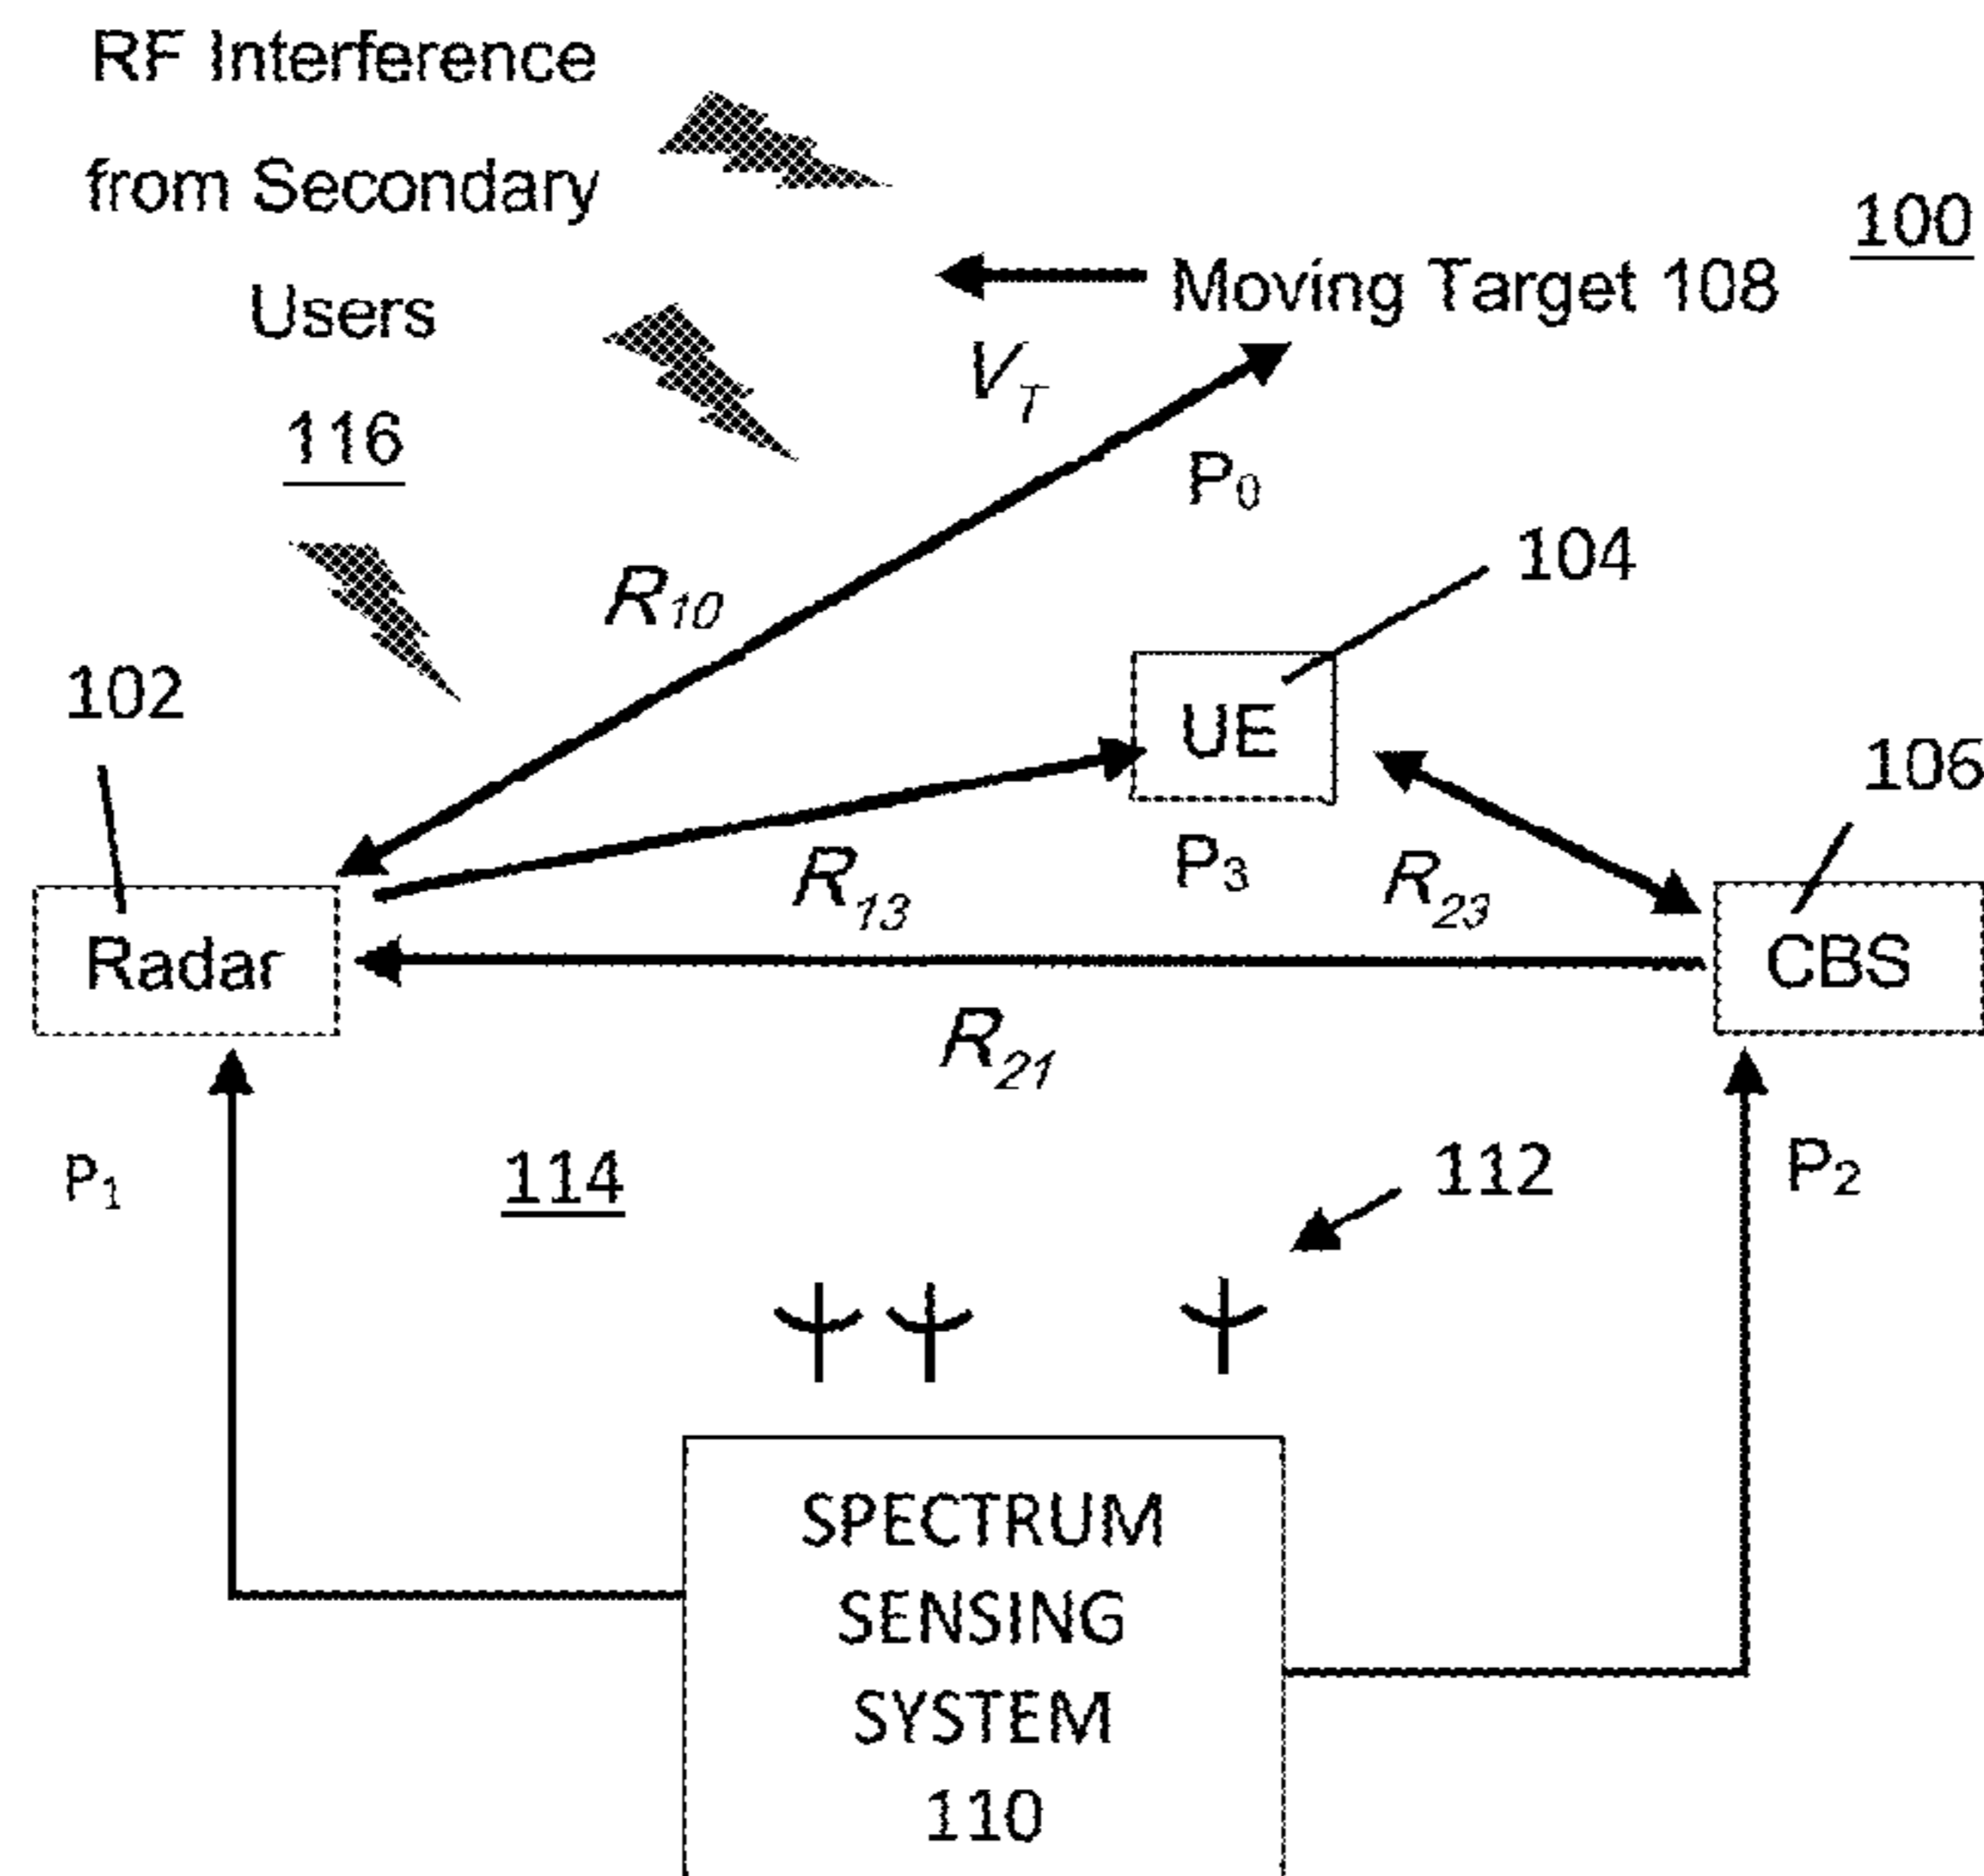 RF Interference
from Secondary
Users
116
100
Moving Target 108
V_T
P₀
R₁₀
104
102
UE
106
R₁₃
P₃
R₂₃
Radar
CBS
R₂₁
P₁
114
112
P₂
SPECTRUM
SENSING
SYSTEM
110